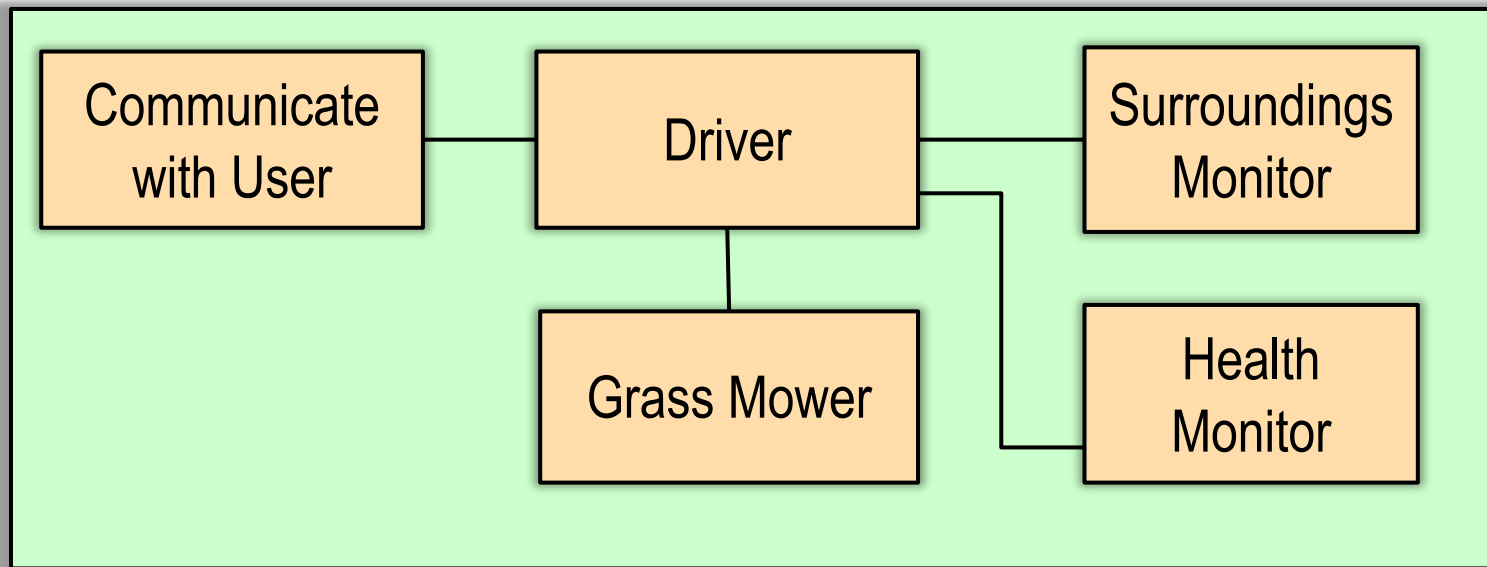 Communicate
with User
Driver
Surroundings
Monitor
Grass Mower
Health
Monitor